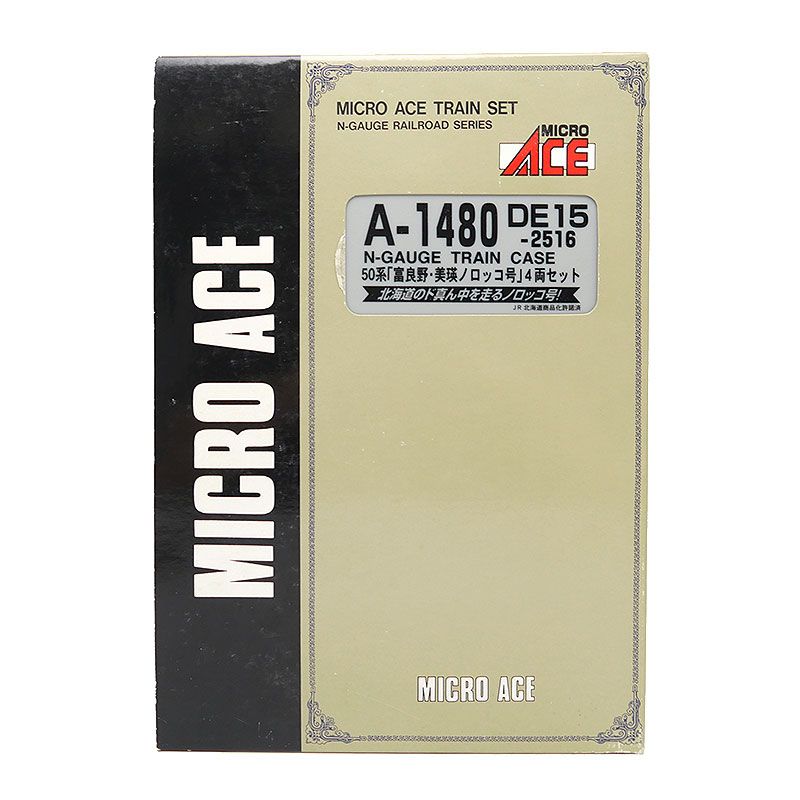 MICRO ACE
MICRO ACE TRAIN SET
N-GAUGE RAILROAD SERIES
MICRO
ACE
A-1480 DE15
-2516
N-GAUGE TRAIN CASE
50系「富良野・美瑛ノロッコ号」4両セット
北海道のド真ん中を走るノロッコ号!
JR北海道商品化許諾済
MICRO ACE